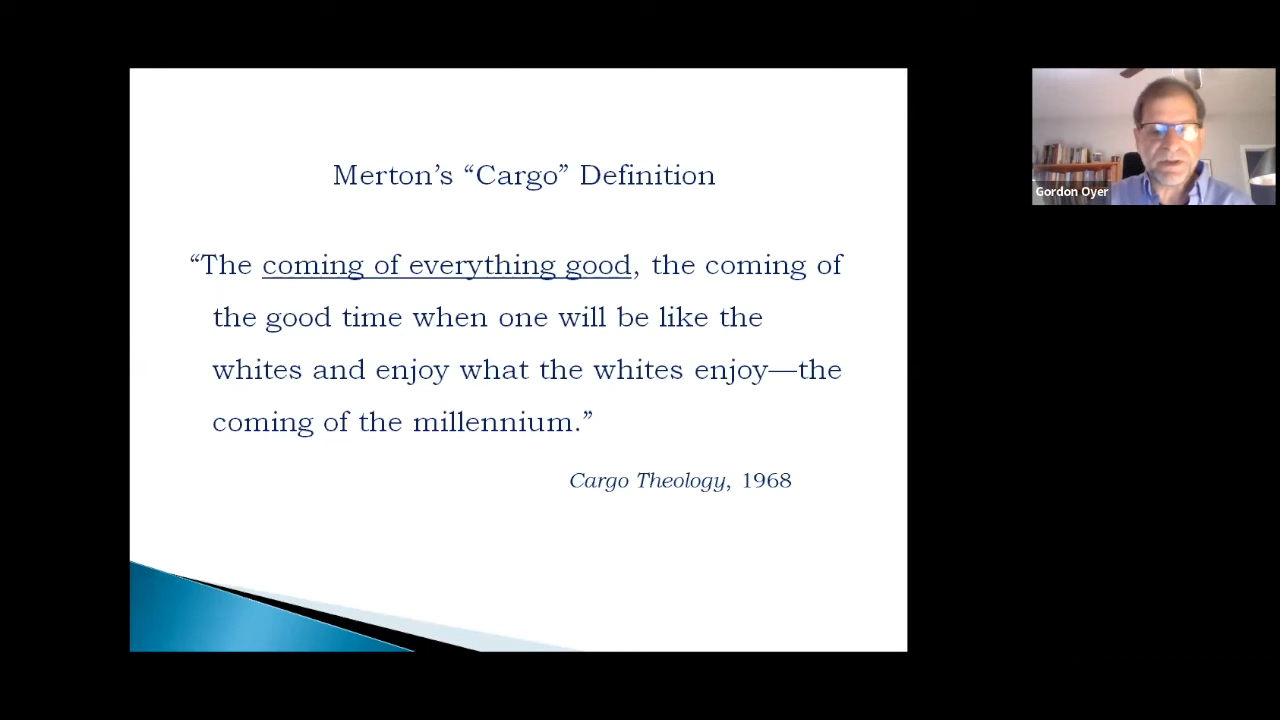 Merton’s “Cargo” Definition
“The coming of everything good, the coming of
the good time when one will be like the
whites and enjoy what the whites enjoy—the
coming of the millennium.”
Cargo Theology, 1968
Gordon Oyer